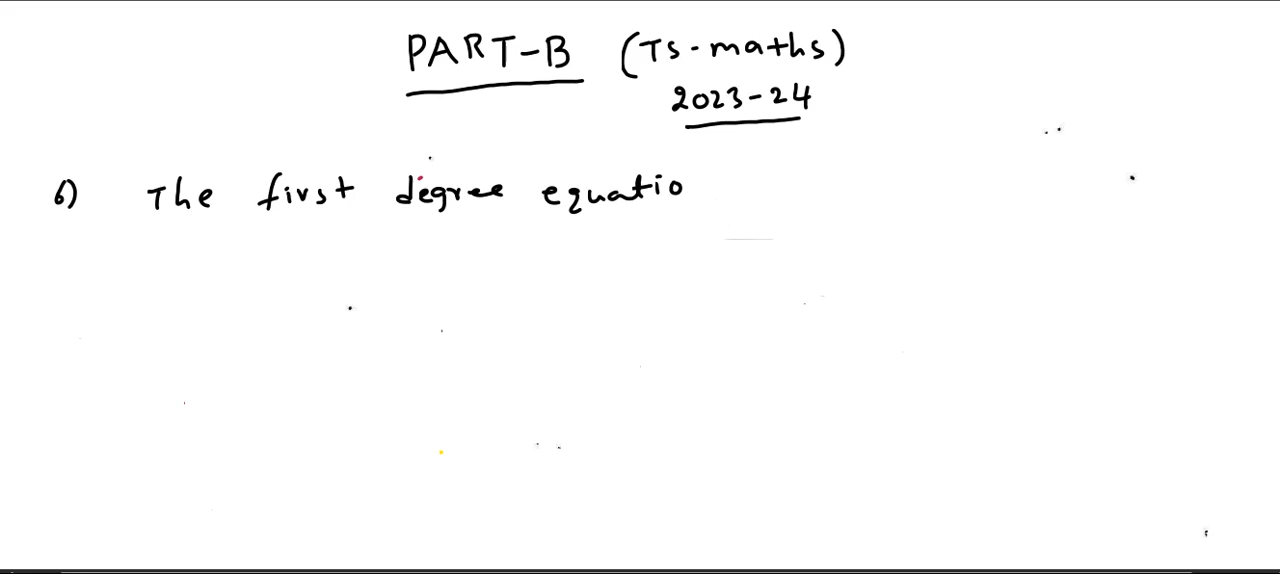 PART-B (TS-maths)
2023-24
6) The first degree equatio